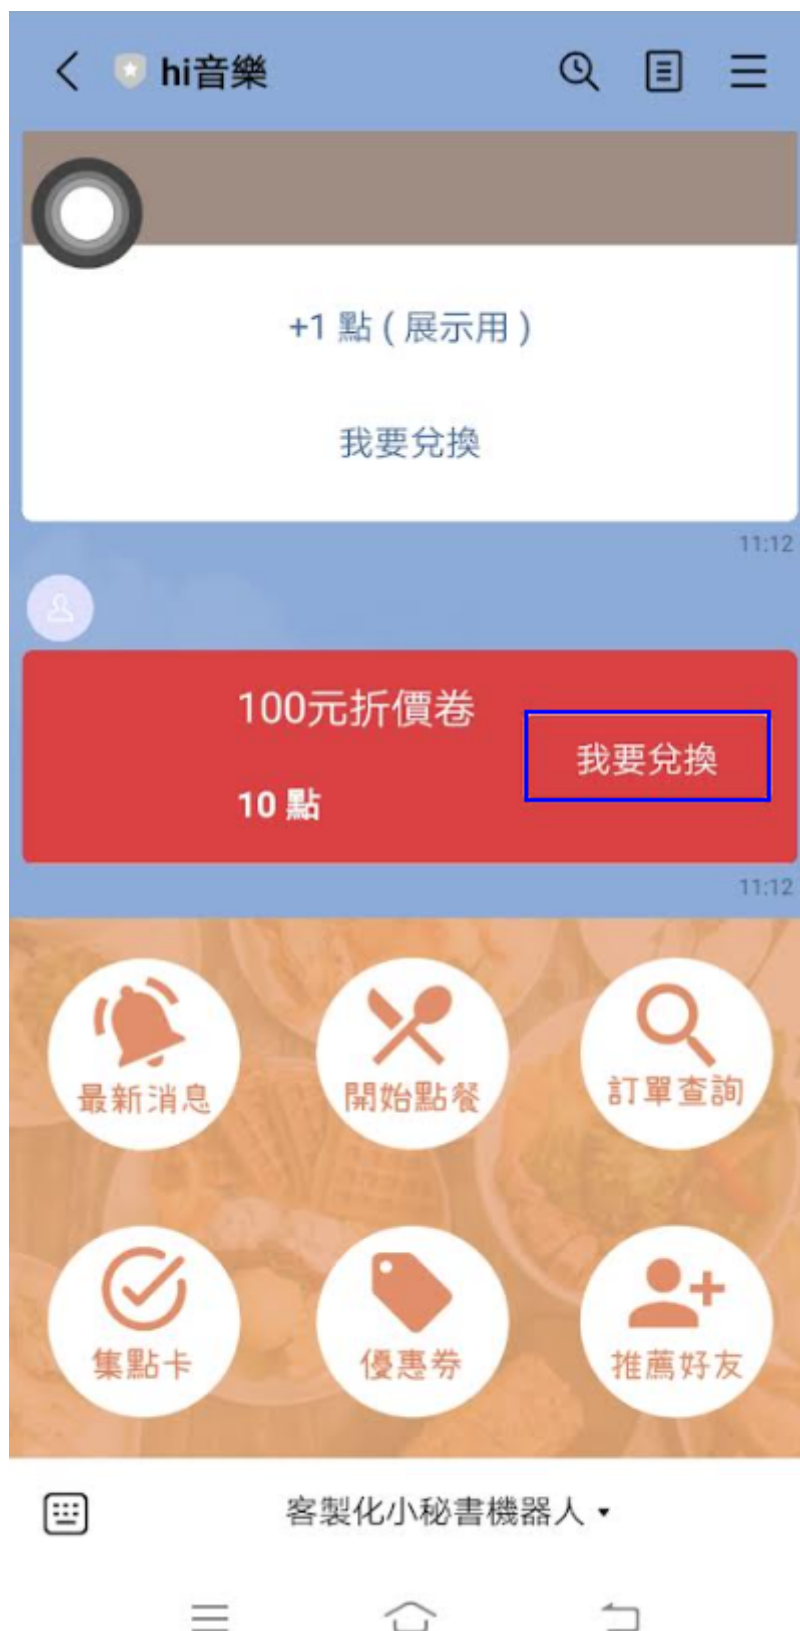 hi音樂
+1 點 ( 展示用 )
我要兌換
11:12
100元折價卷
我要兌換
10 點
11:12
最新消息
開始點餐
訂單查詢
集點卡
優惠券
推薦好友
客製化小秘書機器人